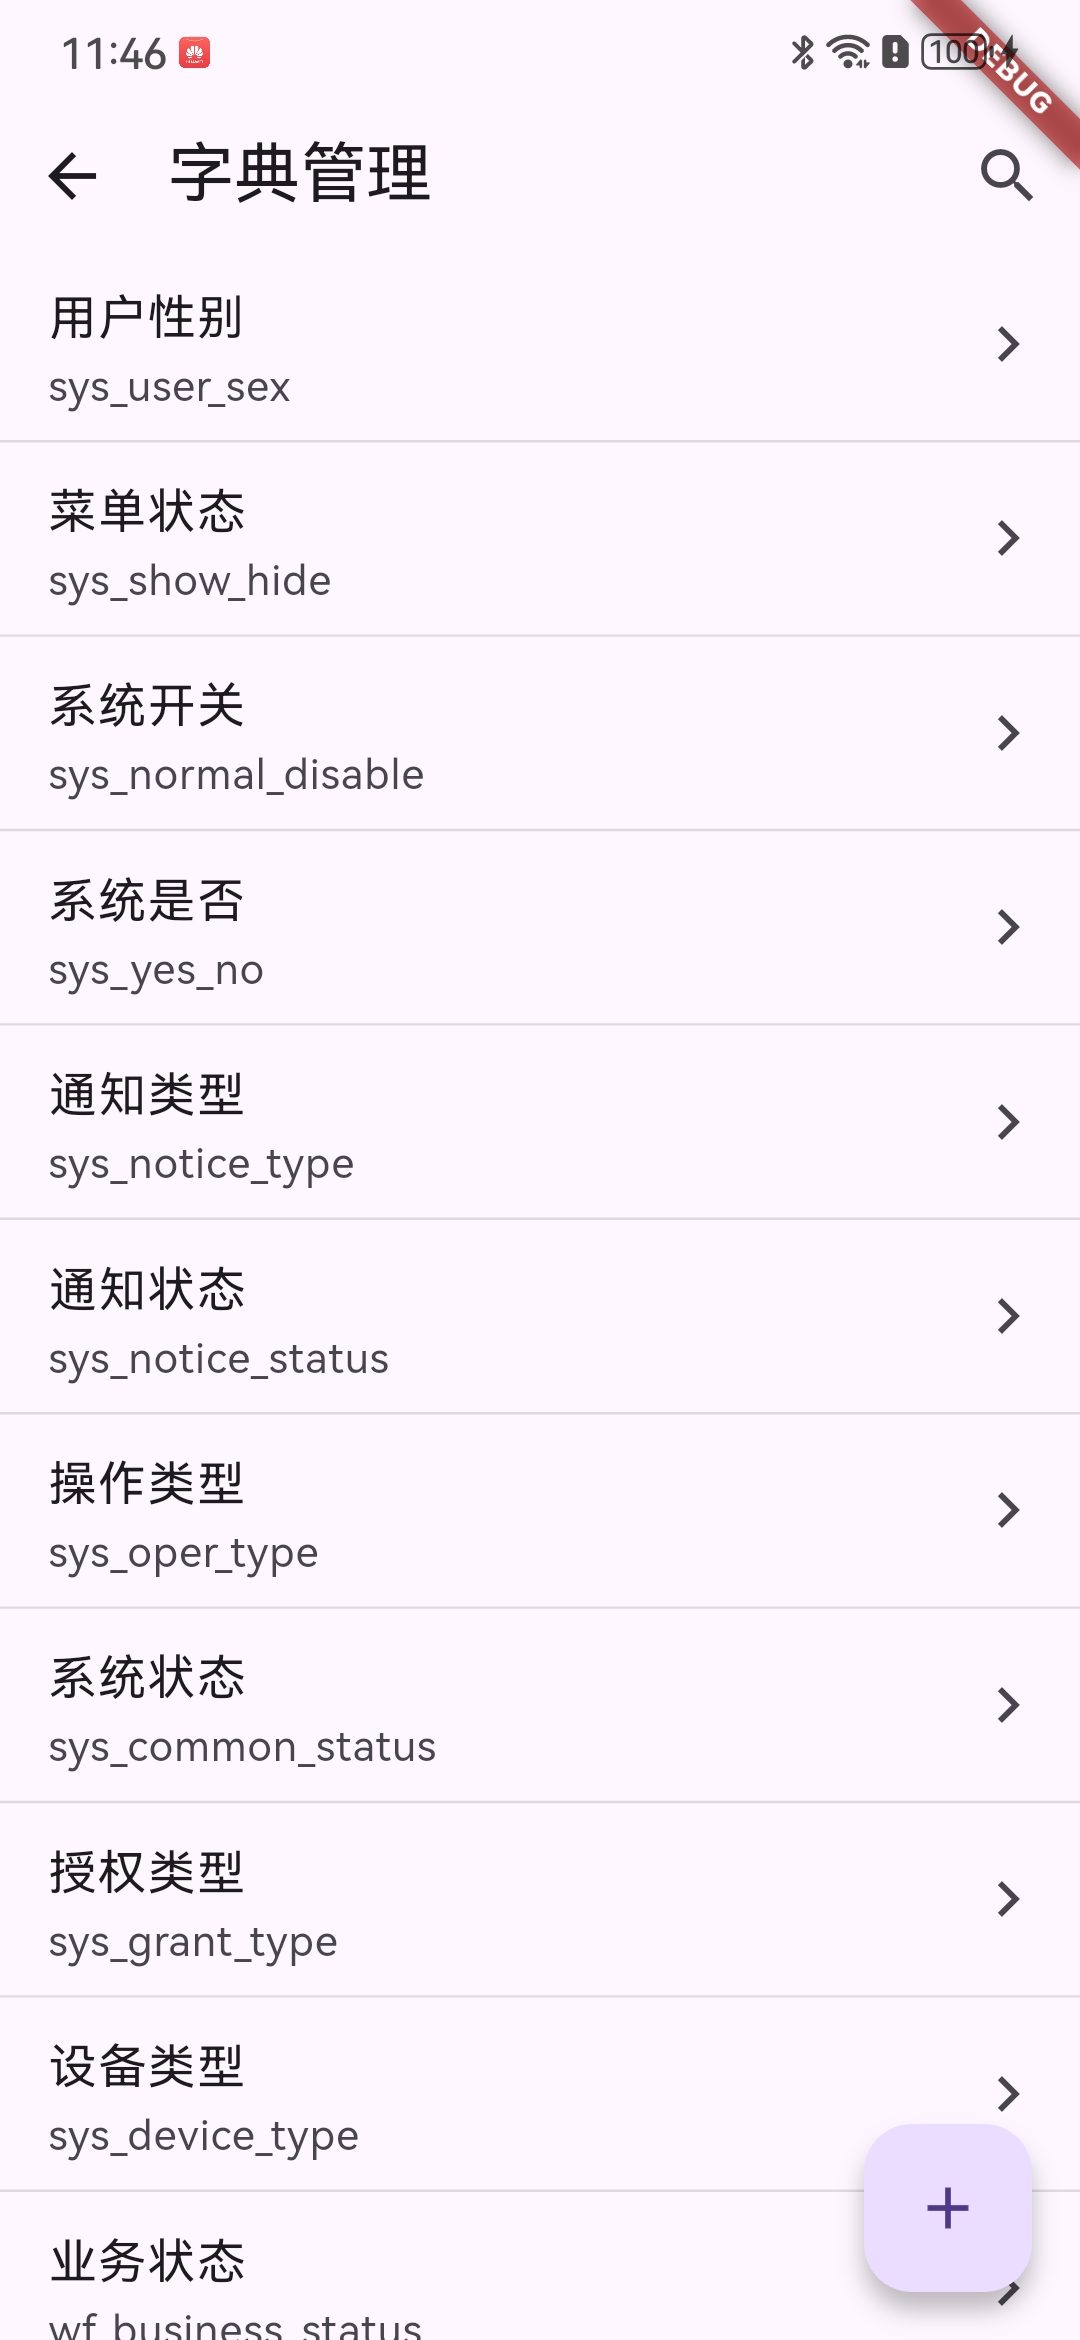 11:46
100
DEBUG
字典管理
用户性别
sys_user_sex
菜单状态
sys_show_hide
系统开关
sys_normal_disable
系统是否
sys_yes_no
通知类型
sys_notice_type
通知状态
sys_notice_status
操作类型
sys_oper_type
系统状态
sys_common_status
授权类型
sys_grant_type
设备类型
sys_device_type
业务状态
wf_business_status